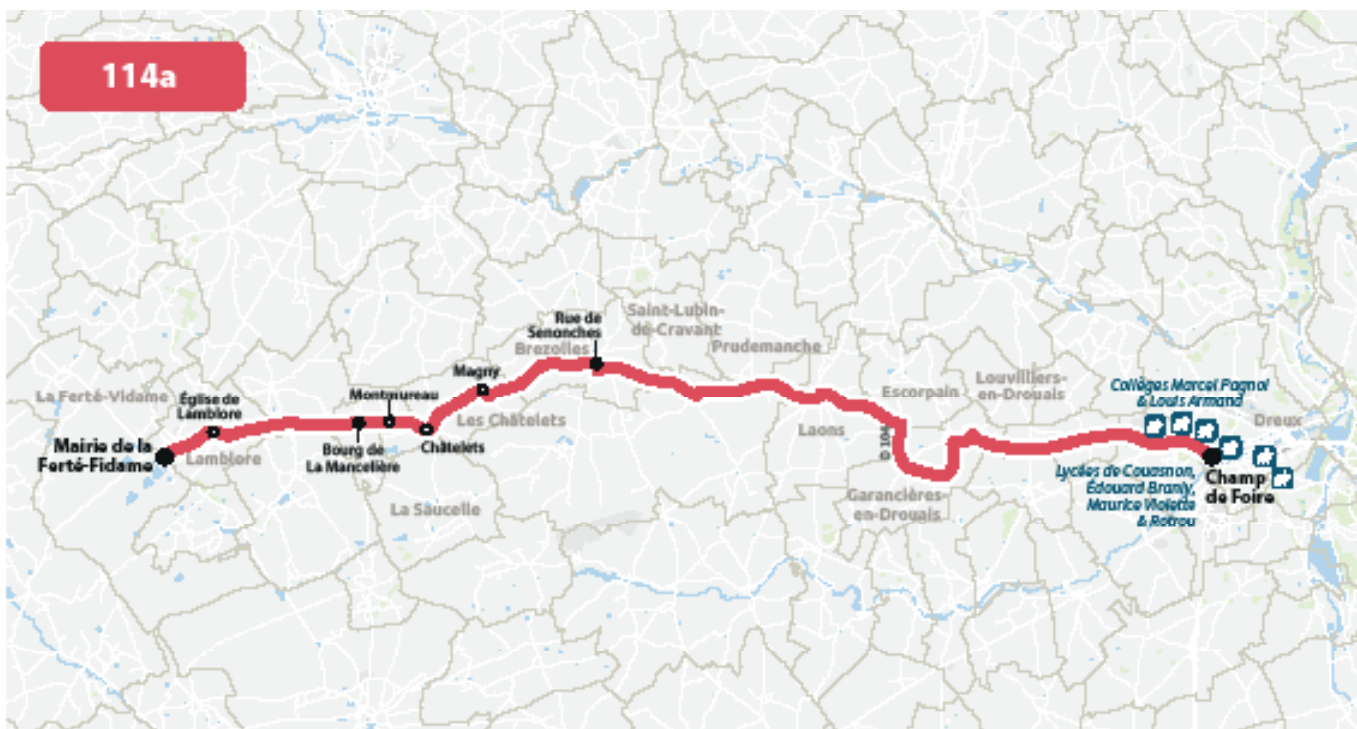 114a
Rue de
Senonches
Saint-Lubin-
de-Cravant
Brezolles
Prudemanche
Magny
La Ferté-Vidame
Église de
Lamblore
Montmureau
Les Châtelets
Escorpain
Louvilliers-
en-Drouais
Collèges Marcel Pagnol
& Louis Armand
Dreux
Mairie de la
Ferté-Fidame
Lamblore
Bourg de
La Mancelière
Châtelets
Laons
D 104
Lycées de Couasnon,
Édouard Branly,
Maurice Violette
& Rotrou
Champ
de Foire
La Saucelle
Garancières-
en-Drouais